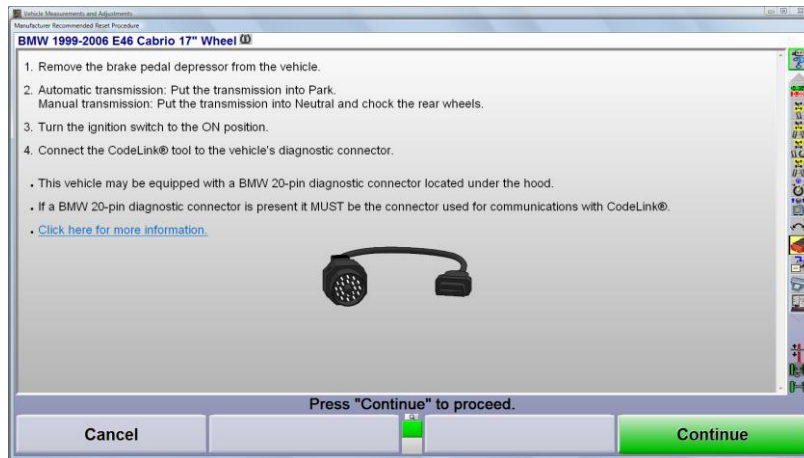 Vehicle Measurements and Adjustments
Manufacturer Recommended Reset Procedure
BMW 1999-2006 E46 Cabrio 17" Wheel
1. Remove the brake pedal depressor from the vehicle.
2. Automatic transmission: Put the transmission into Park.
Manual transmission: Put the transmission into Neutral and chock the rear wheels.
3. Turn the ignition switch to the ON position.
4. Connect the CodeLink® tool to the vehicle's diagnostic connector.
• This vehicle may be equipped with a BMW 20-pin diagnostic connector located under the hood.
• If a BMW 20-pin diagnostic connector is present it MUST be the connector used for communications with CodeLink®.
• Click here for more information.
Press "Continue" to proceed.
Cancel
Continue